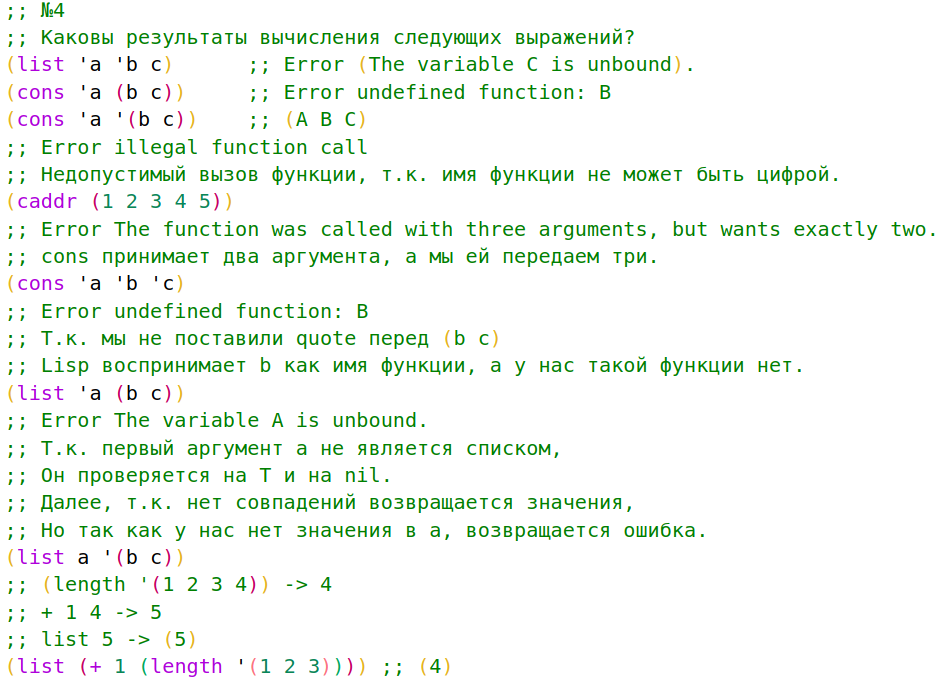 ;; №4
;; Каковы результаты вычисления следующих выражений?
(list 'a 'b c)      ;; Error (The variable C is unbound).
(cons 'a (b c))     ;; Error undefined function: B
(cons 'a '(b c))    ;; (A B C)
;; Error illegal function call
;; Недопустимый вызов функции, т.к. имя функции не может быть цифрой.
(caddr (1 2 3 4 5))
;; Error The function was called with three arguments, but wants exactly two.
;; cons принимает два аргумента, а мы ей передаем три.
(cons 'a 'b 'c)
;; Error undefined function: B
;; Т.к. мы не поставили quote перед (b c)
;; Lisp воспринимает b как имя функции, а у нас такой функции нет.
(list 'a (b c))
;; Error The variable A is unbound.
;; Т.к. первый аргумент а не является списком,
;; Он проверяется на T и на nil.
;; Далее, т.к. нет совпадений возвращается значения,
;; Но так как у нас нет значения в а, возвращается ошибка.
(list a '(b c))
;; (length '(1 2 3 4)) -> 4
;; + 1 4 -> 5
;; list 5 -> (5)
(list (+ 1 (length '(1 2 3)))) ;; (4)